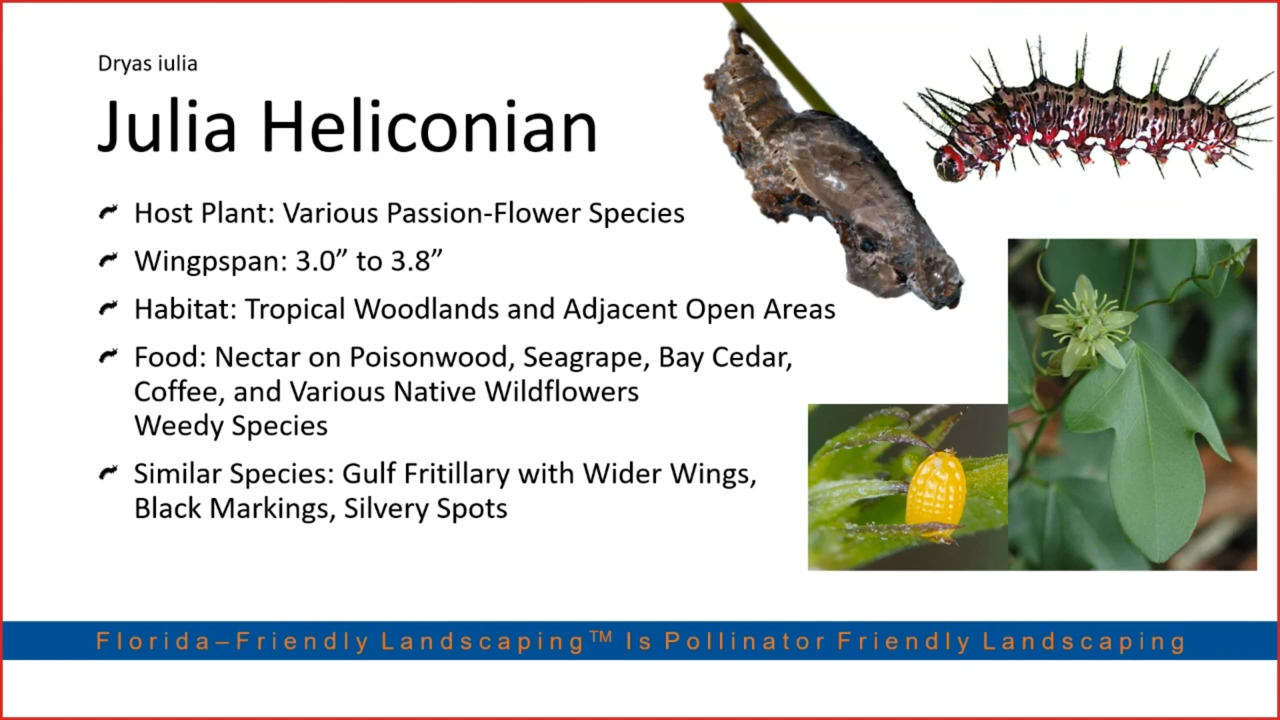 Dryas iulia
Julia Heliconian
Host Plant: Various Passion-Flower Species
Wingpspan: 3.0” to 3.8”
Habitat: Tropical Woodlands and Adjacent Open Areas
Food: Nectar on Poisonwood, Seagrape, Bay Cedar,
Coffee, and Various Native Wildflowers
Weedy Species
Similar Species: Gulf Fritillary with Wider Wings,
Black Markings, Silvery Spots
Florida–Friendly Landscaping™ Is Pollinator Friendly Landscaping